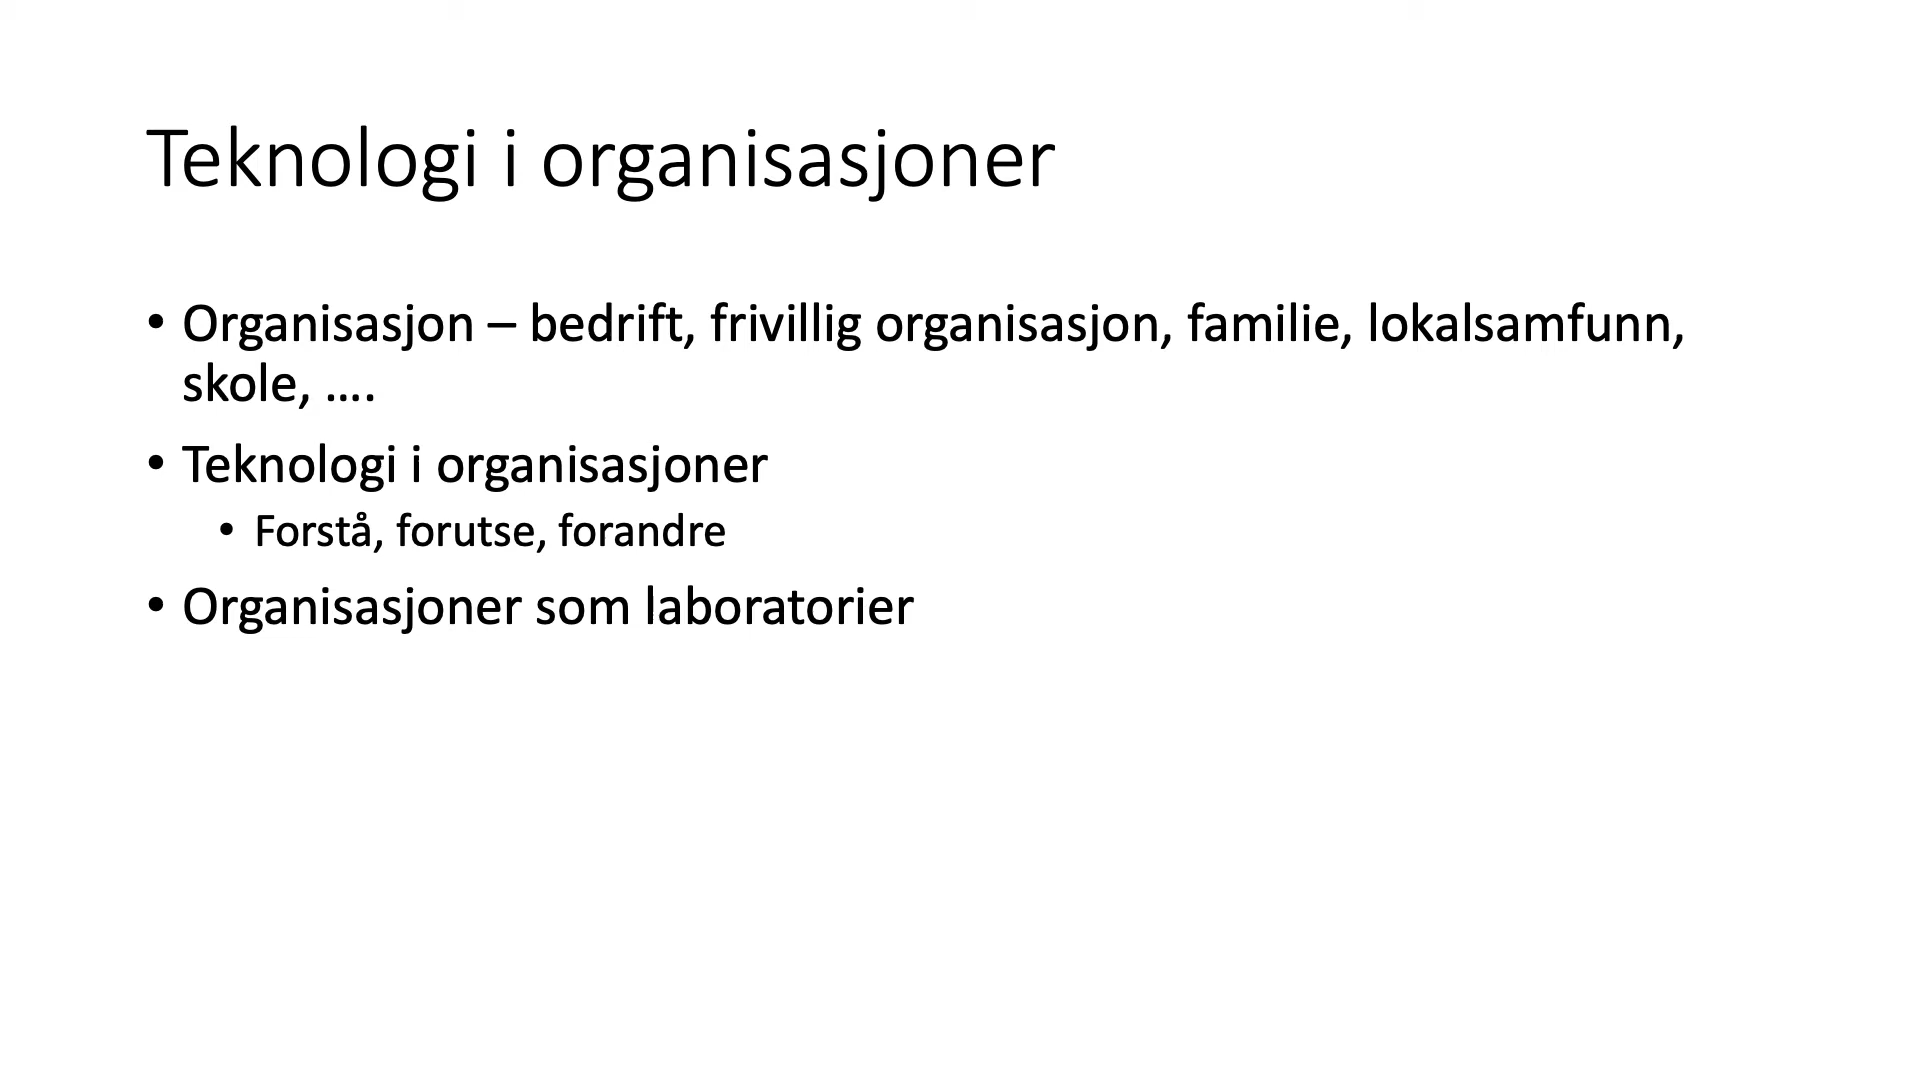 Teknologi i organisasjoner
• Organisasjon – bedrift, frivillig organisasjon, familie, lokalsamfunn,
skole, ….
• Teknologi i organisasjoner
• Forstå, forutse, forandre
• Organisasjoner som laboratorier